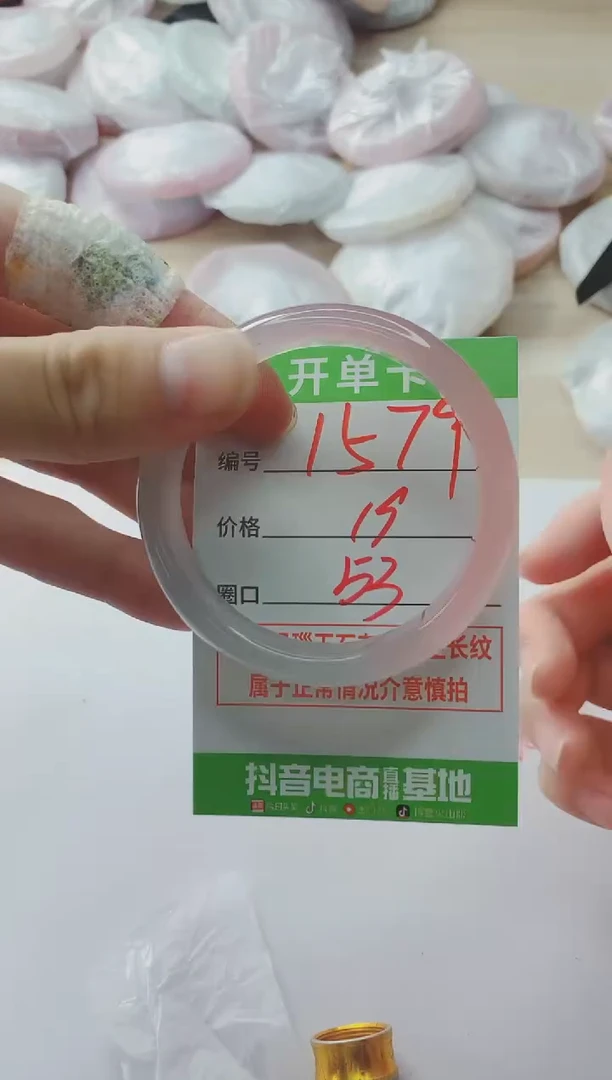 开单卡
编号 1579
价格 15
圈口 53
长纹
属于正常情况介意慎拍
抖音电商直播基地